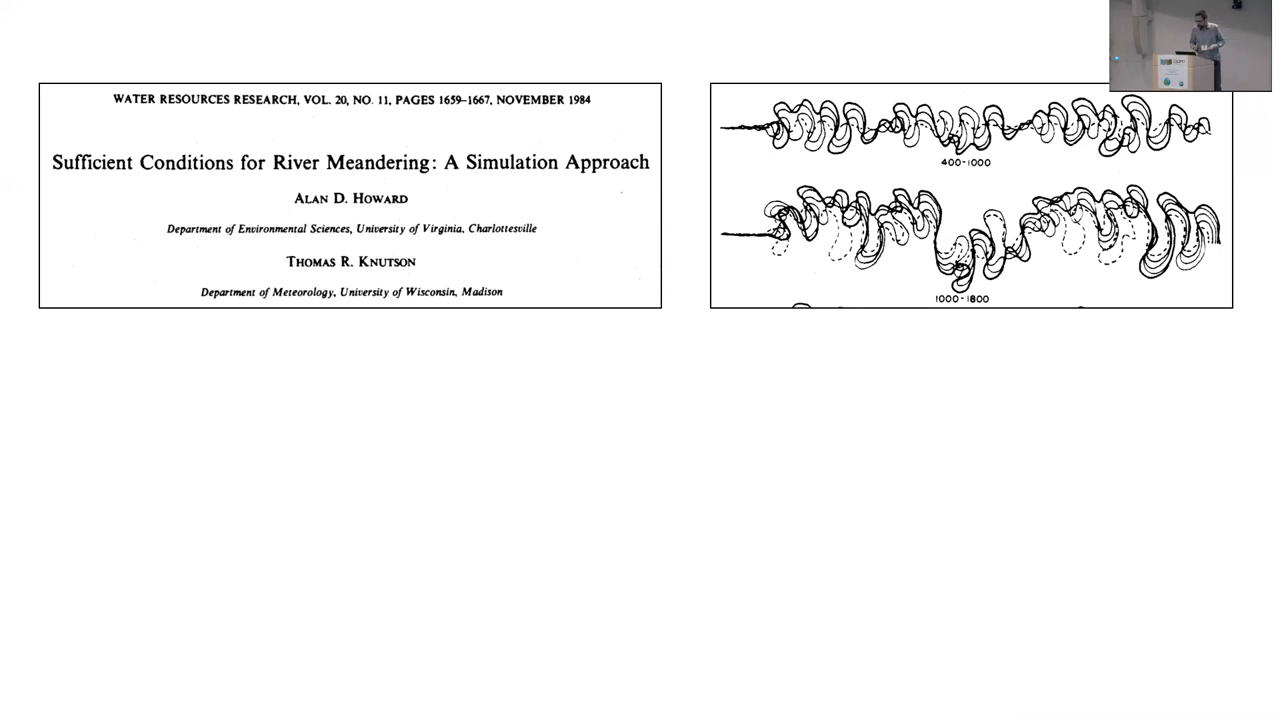 WATER RESOURCES RESEARCH, VOL. 20, NO. 11, PAGES 1659–1667, NOVEMBER 1984
Sufficient Conditions for River Meandering: A Simulation Approach
ALAN D. HOWARD
Department of Environmental Sciences, University of Virginia, Charlottesville
THOMAS R. KNUTSON
Department of Meteorology, University of Wisconsin, Madison
400-1000
1000-1800